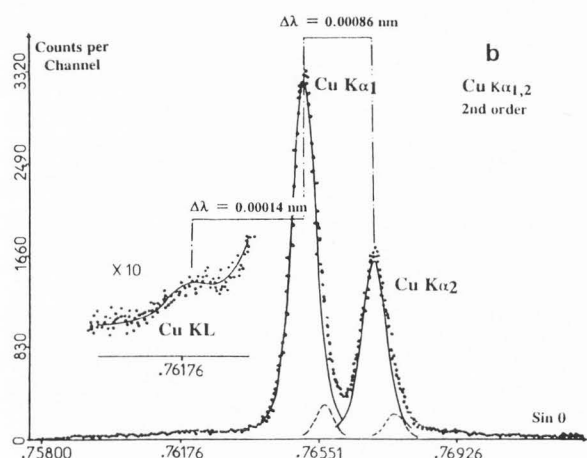 Δλ = 0.00086 nm
Counts per
Channel
b
3320
Cu Kα1
Cu Kα1,2
2nd order
2490
Δλ = 0.00014 nm
1660
X 10
Cu Kα2
Cu KL
830
.76176
Sin θ
0
.75800
.76176
.76551
.76926